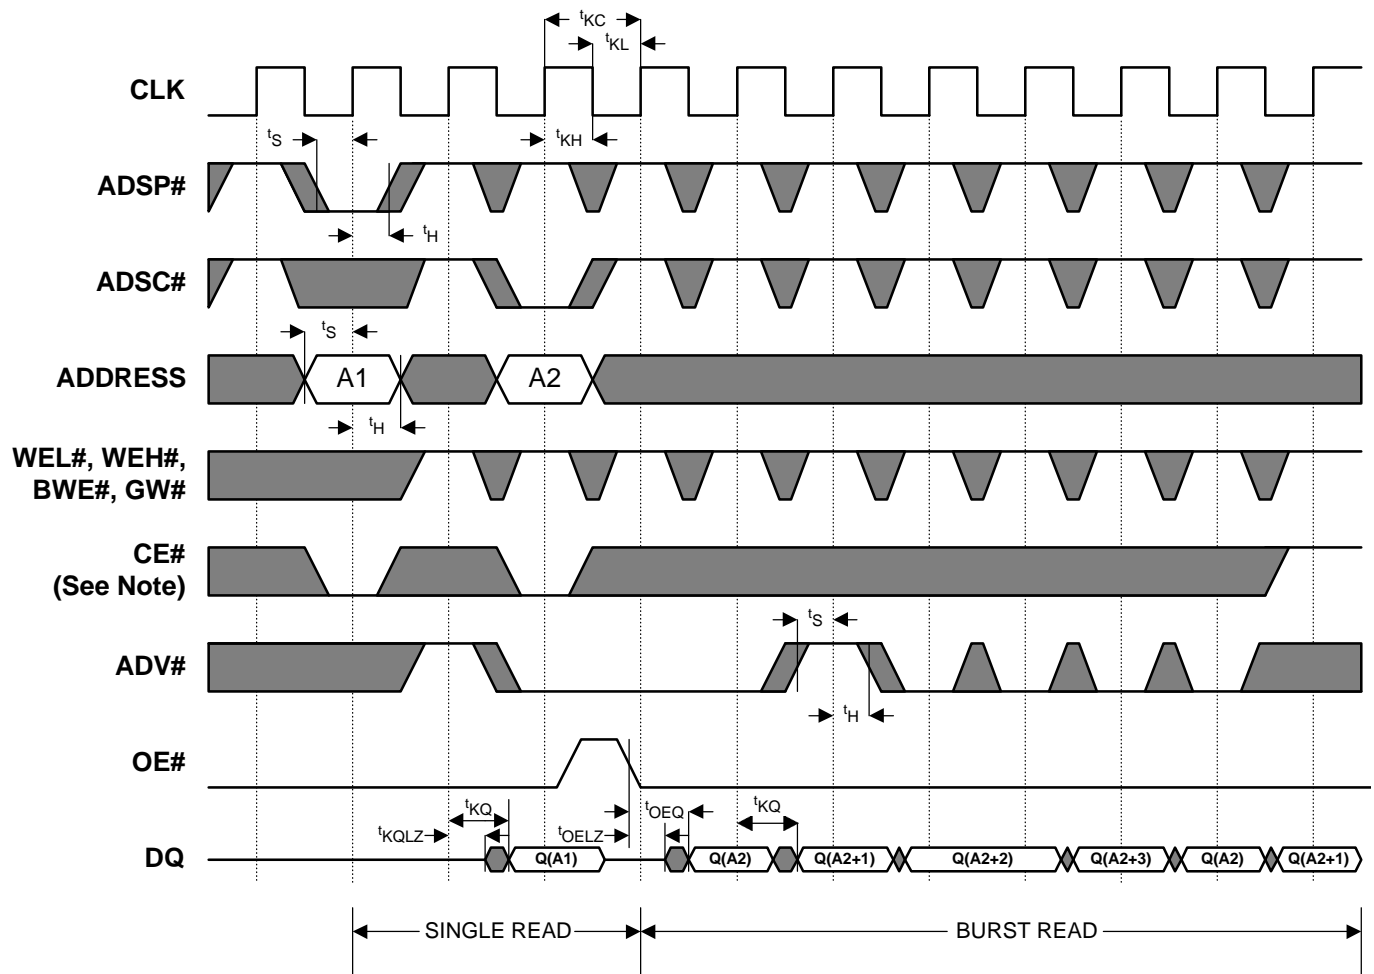 tKC
tKL
CLK
tS
tKH
ADSP#
tH
ADSC#
tS
ADDRESS
A1
A2
tH
WEL#, WEH#,
BWE#, GW#
CE#
(See Note)
tS
ADV#
tH
OE#
tKQ
tOEQ
tKQ
tKQLZ
tOELZ
DQ
Q(A1)
Q(A2)
Q(A2+1)
Q(A2+2)
Q(A2+3)
Q(A2)
Q(A2+1)
SINGLE READ
BURST READ